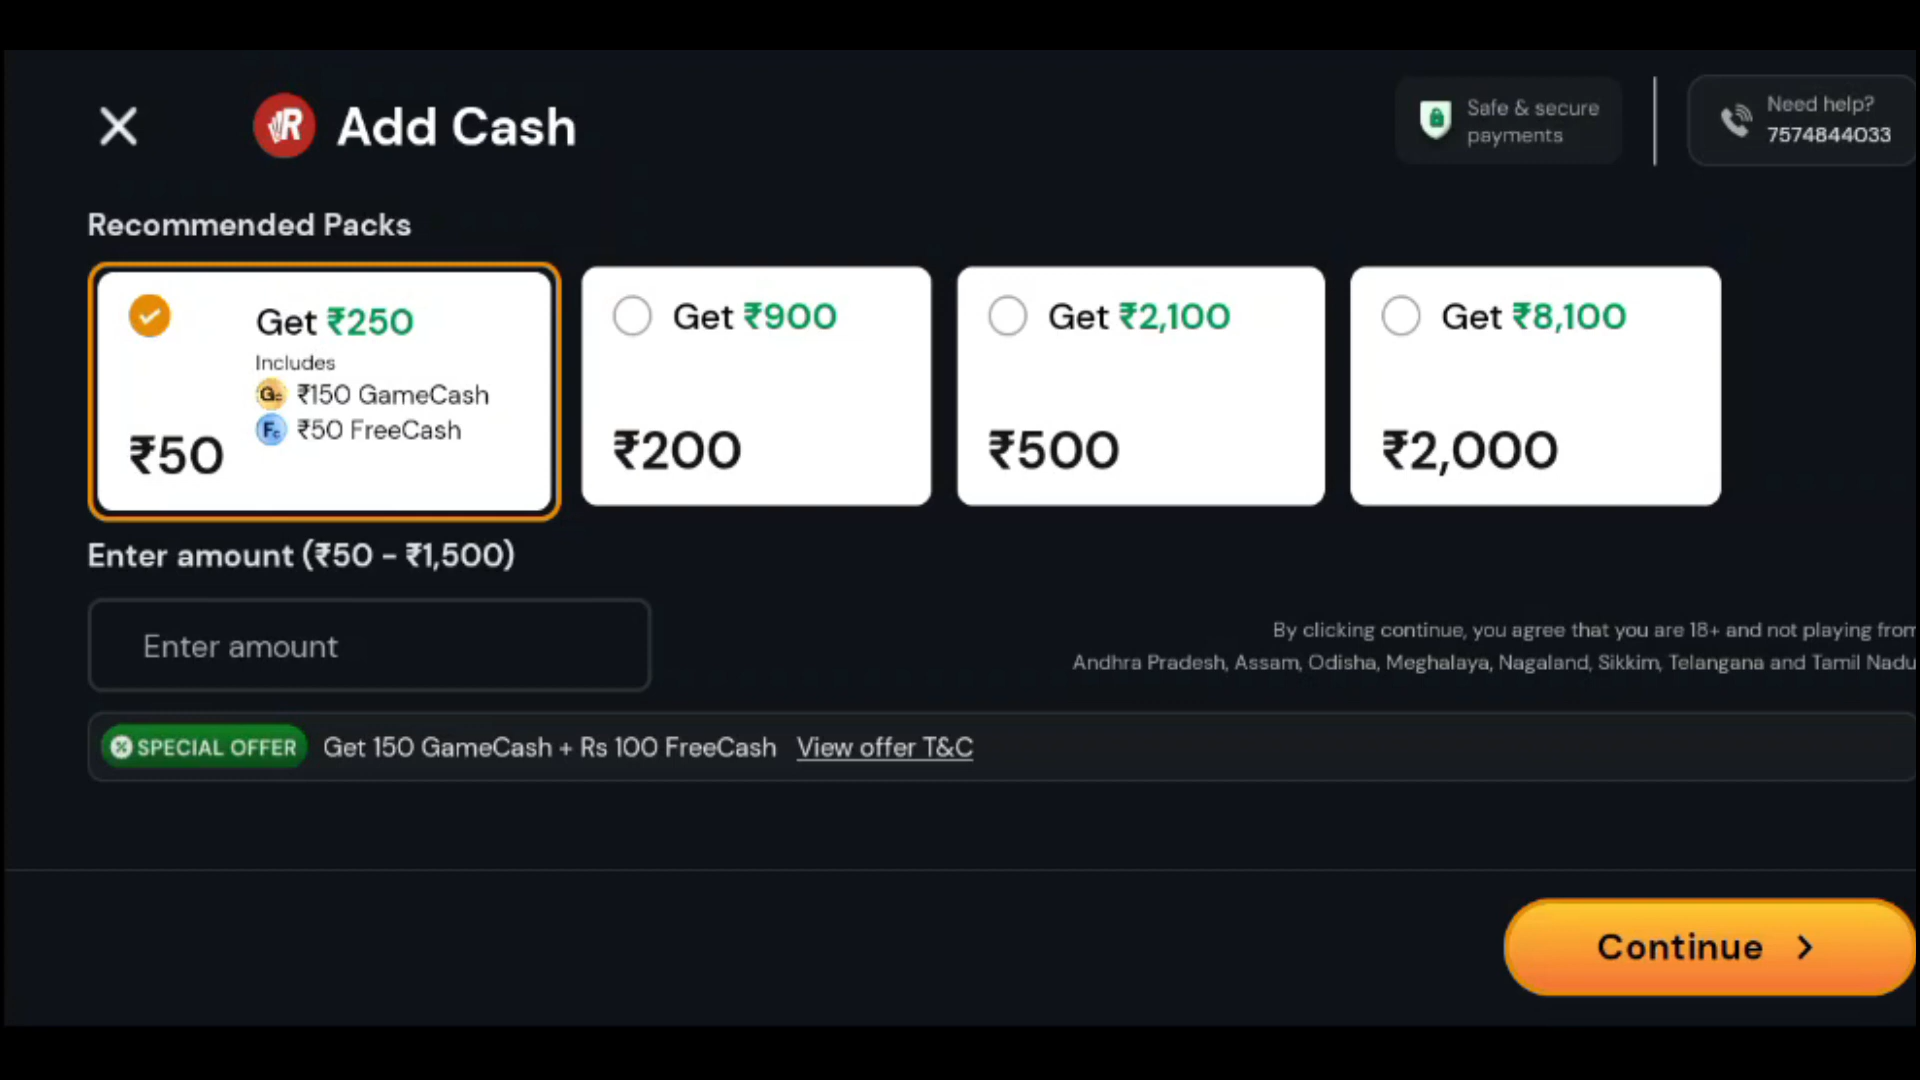 R Add Cash
Safe & secure
payments
Need help?
7574844033
Recommended Packs
Get ₹250
Includes
Gc ₹150 GameCash
Fc ₹50 FreeCash
₹50
Get ₹900
₹200
Get ₹2,100
₹500
Get ₹8,100
₹2,000
Enter amount (₹50 - ₹1,500)
Enter amount
By clicking continue, you agree that you are 18+ and not playing from
Andhra Pradesh, Assam, Odisha, Meghalaya, Nagaland, Sikkim, Telangana and Tamil Nadu
SPECIAL OFFER Get 150 GameCash + Rs 100 FreeCash View offer T&C
Continue